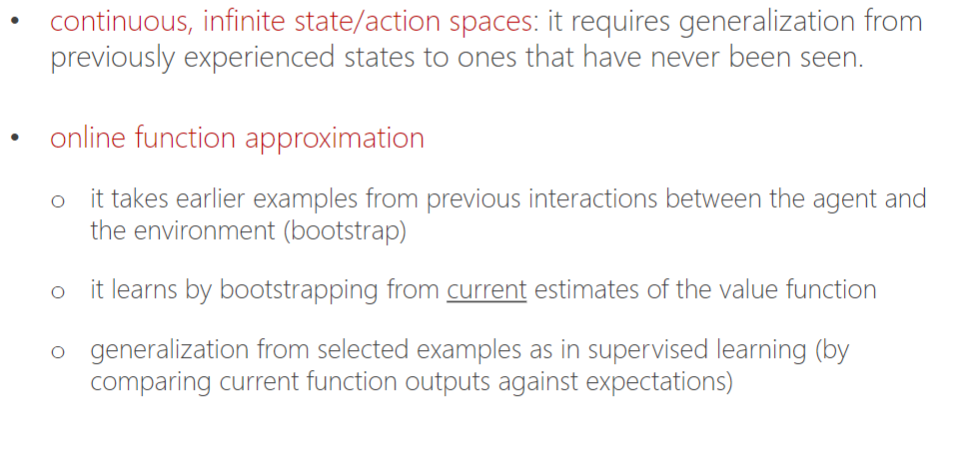 • continuous, infinite state/action spaces: it requires generalization from
previously experienced states to ones that have never been seen.
• online function approximation
o it takes earlier examples from previous interactions between the agent and
the environment (bootstrap)
o it learns by bootstrapping from current estimates of the value function
o generalization from selected examples as in supervised learning (by
comparing current function outputs against expectations)